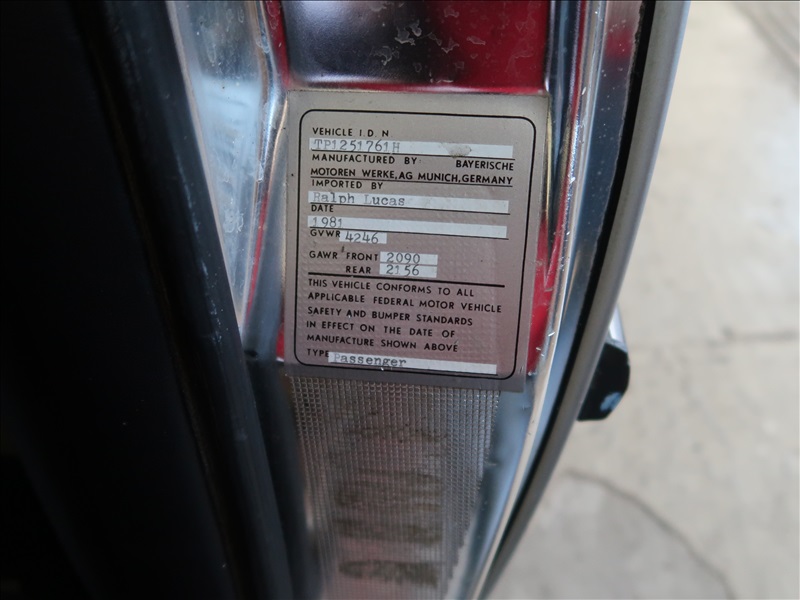 VEHICLE I.D. N
TP1251761H
MANUFACTURED BY BAYERISCHE
MOTOREN WERKE,AG MUNICH,GERMANY
IMPORTED BY
Ralph Lucas
DATE
1981
GVWR 4246
GAWR FRONT 2090
REAR 2156
THIS VEHICLE CONFORMS TO ALL
APPLICABLE FEDERAL MOTOR VEHICLE
SAFETY AND BUMPER STANDARDS
IN EFFECT ON THE DATE OF
MANUFACTURE SHOWN ABOVE
TYPE Passenger